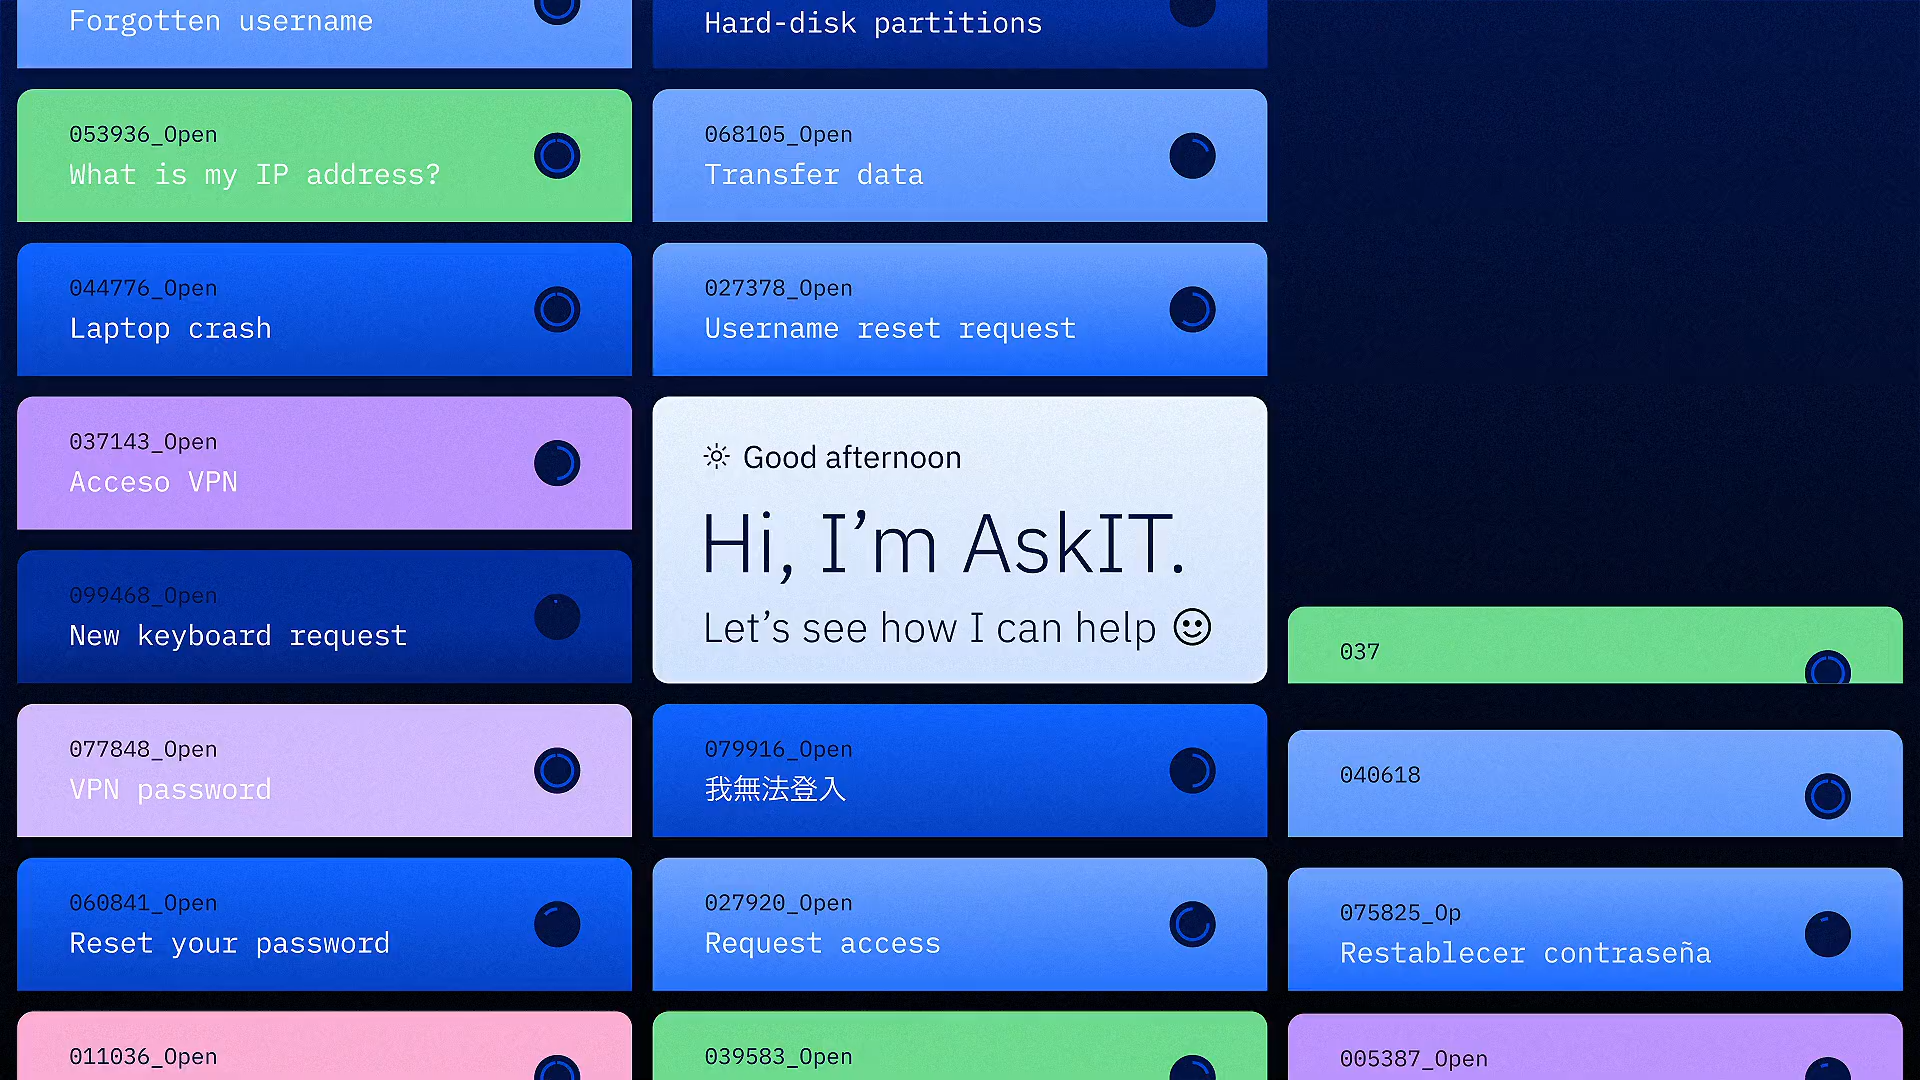 Forgotten username
053936_Open
What is my IP address?
044776_Open
Laptop crash
037143_Open
Acceso VPN
099468_Open
New keyboard request
077848_Open
VPN password
060841_Open
Reset your password
011036_Open
Hard-disk partitions
068105_Open
Transfer data
027378_Open
Username reset request
Good afternoon
Hi, I’m AskIT.
Let’s see how I can help
079916_Open
我無法登入
027920_Open
Request access
039583_Open
037
040618
075825_Op
Restablecer contraseña
005387_Open